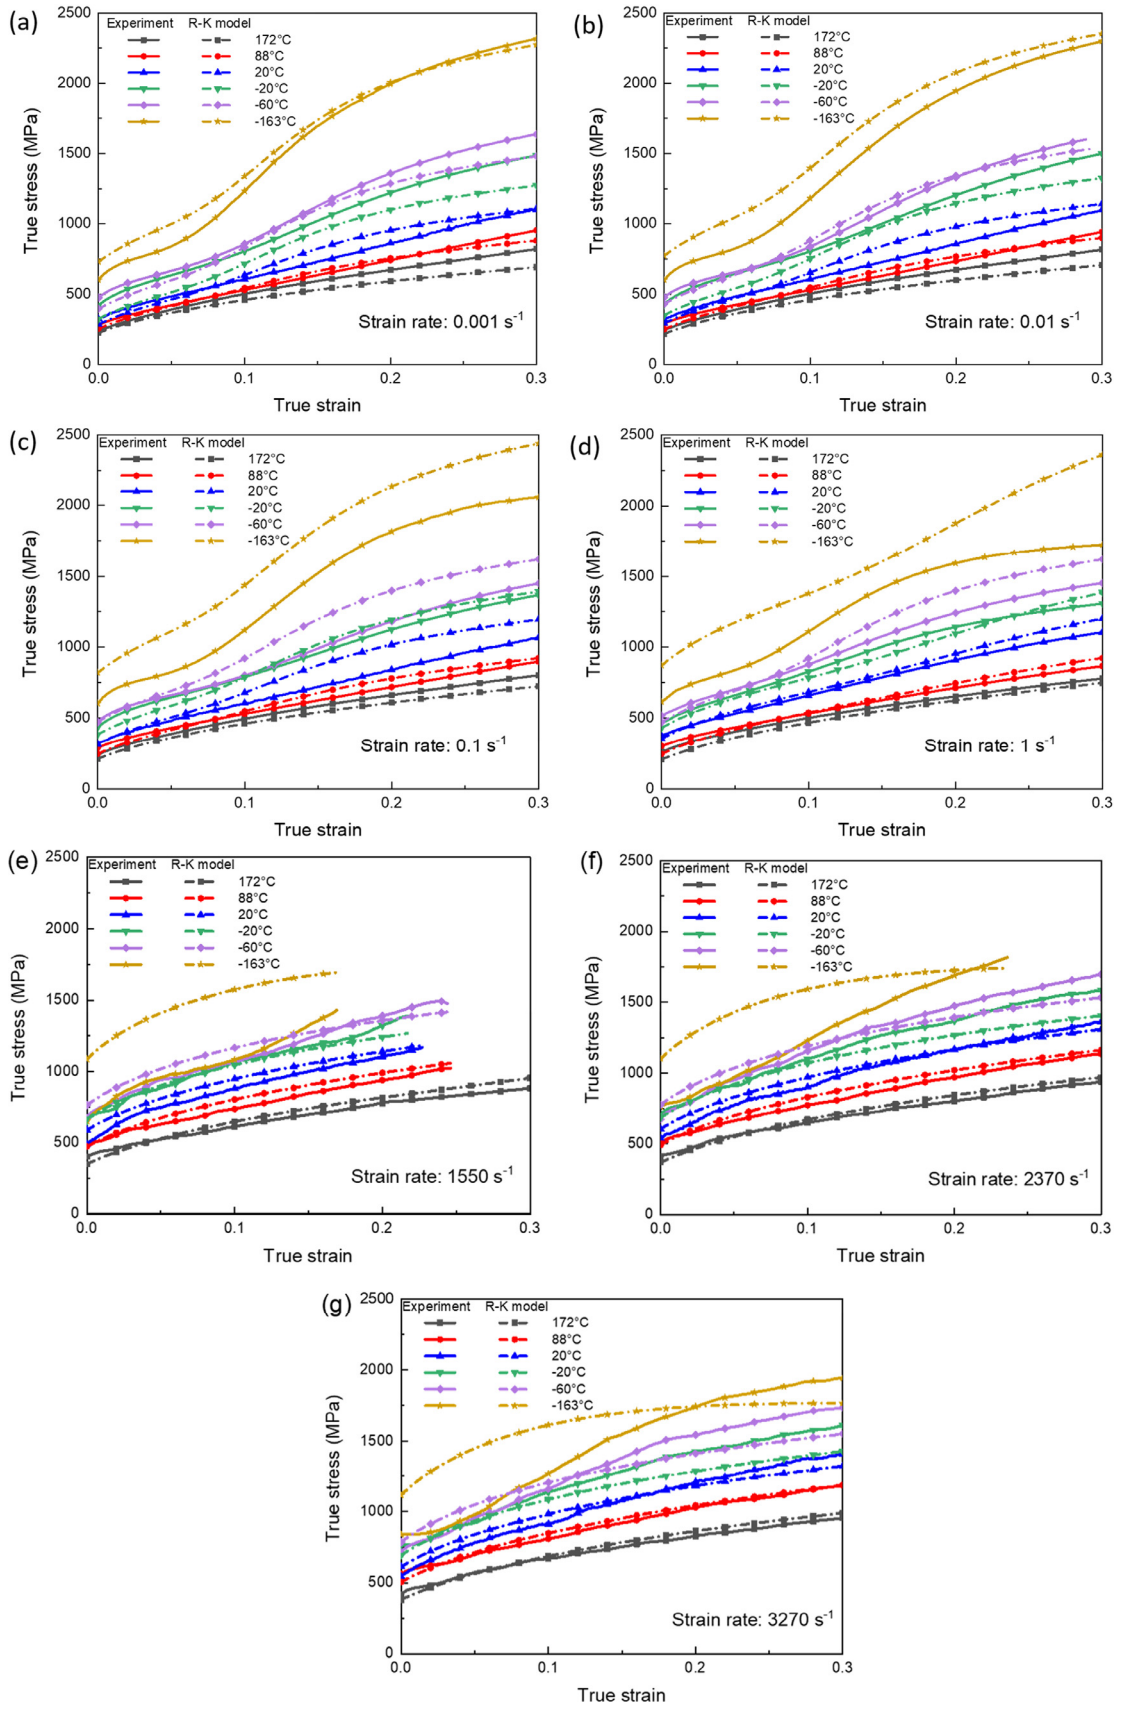 (a)
Experiment R-K model
172°C
88°C
20°C
-20°C
-60°C
-163°C
2500
2000
1500
1000
500
0
True stress (MPa)
Strain rate: 0.001 s⁻¹
0.0 0.1 0.2 0.3
True strain
(b)
Experiment R-K model
172°C
88°C
20°C
-20°C
-60°C
-163°C
2500
2000
1500
1000
500
0
True stress (MPa)
Strain rate: 0.01 s⁻¹
0.0 0.1 0.2 0.3
True strain
(c)
Experiment R-K model
172°C
88°C
20°C
-20°C
-60°C
-163°C
2500
2000
1500
1000
500
0
True stress (MPa)
Strain rate: 0.1 s⁻¹
0.0 0.1 0.2 0.3
True strain
(d)
Experiment R-K model
172°C
88°C
20°C
-20°C
-60°C
-163°C
2500
2000
1500
1000
500
0
True stress (MPa)
Strain rate: 1 s⁻¹
0.0 0.1 0.2 0.3
True strain
(e)
Experiment R-K model
172°C
88°C
20°C
-20°C
-60°C
-163°C
2500
2000
1500
1000
500
0
True stress (MPa)
Strain rate: 1550 s⁻¹
0.0 0.1 0.2 0.3
True strain
(f)
Experiment R-K model
172°C
88°C
20°C
-20°C
-60°C
-163°C
2500
2000
1500
1000
500
0
True stress (MPa)
Strain rate: 2370 s⁻¹
0.0 0.1 0.2 0.3
True strain
(g)
Experiment R-K model
172°C
88°C
20°C
-20°C
-60°C
-163°C
2500
2000
1500
1000
500
0
True stress (MPa)
Strain rate: 3270 s⁻¹
0.0 0.1 0.2 0.3
True strain